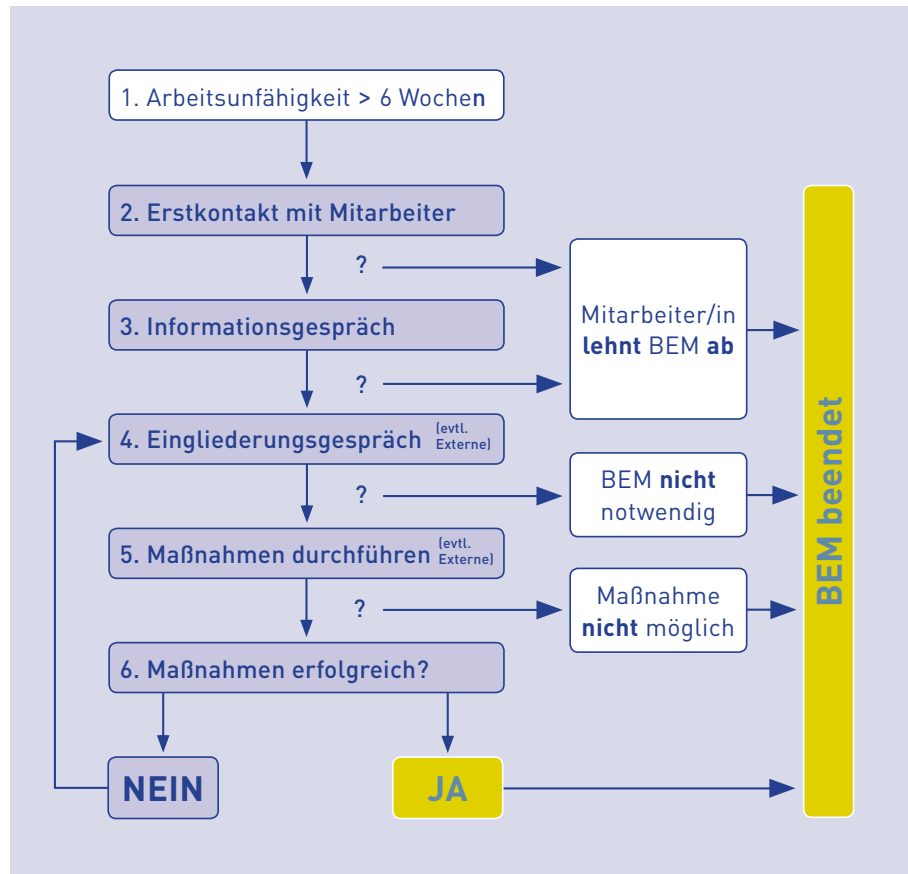 1. Arbeitsunfähigkeit > 6 Wochen
2. Erstkontakt mit Mitarbeiter
?
3. Informationsgespräch
?
Mitarbeiter/in
lehnt BEM ab
4. Eingliederungsgespräch (evtl.
Externe)
?
BEM nicht
notwendig
5. Maßnahmen durchführen (evtl.
Externe)
?
Maßnahme
nicht möglich
6. Maßnahmen erfolgreich?
NEIN
JA
BEM beendet